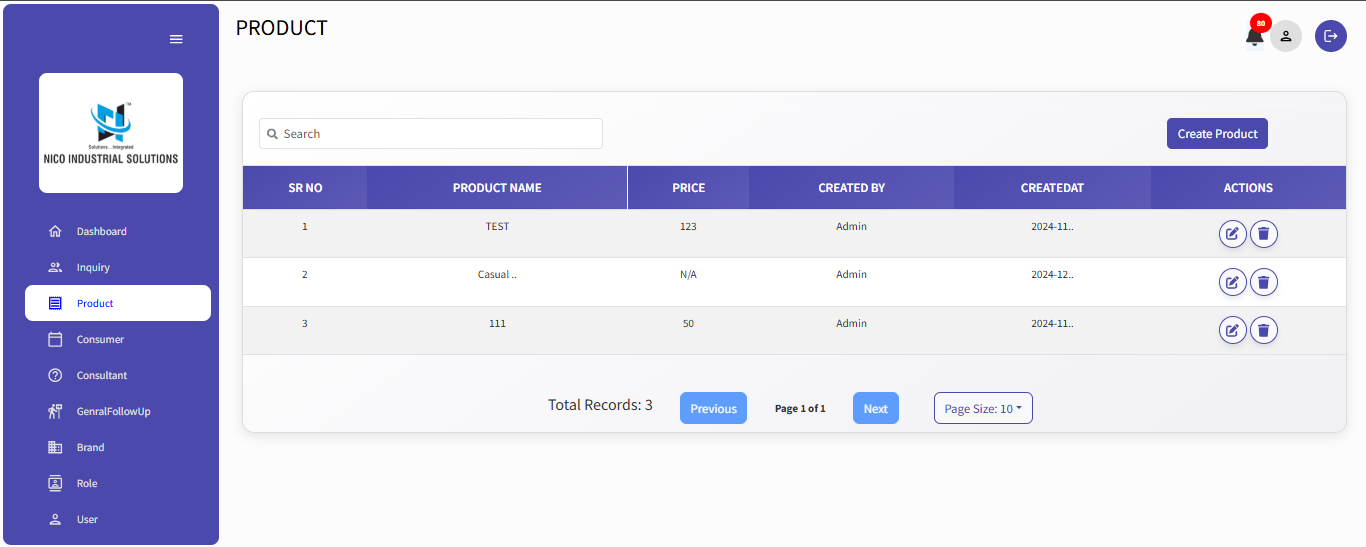 PRODUCT
80
TM
Solutions... Integrated
NICO INDUSTRIAL SOLUTIONS
Dashboard
Inquiry
Product
Consumer
Consultant
GenralFollowUp
Brand
Role
User
Search
Create Product
SR NO PRODUCT NAME PRICE CREATED BY CREATEDAT ACTIONS
1 TEST 123 Admin 2024-11..
2 Casual .. N/A Admin 2024-12..
3 111 50 Admin 2024-11..
Total Records: 3 Previous Page 1 of 1 Next Page Size: 10